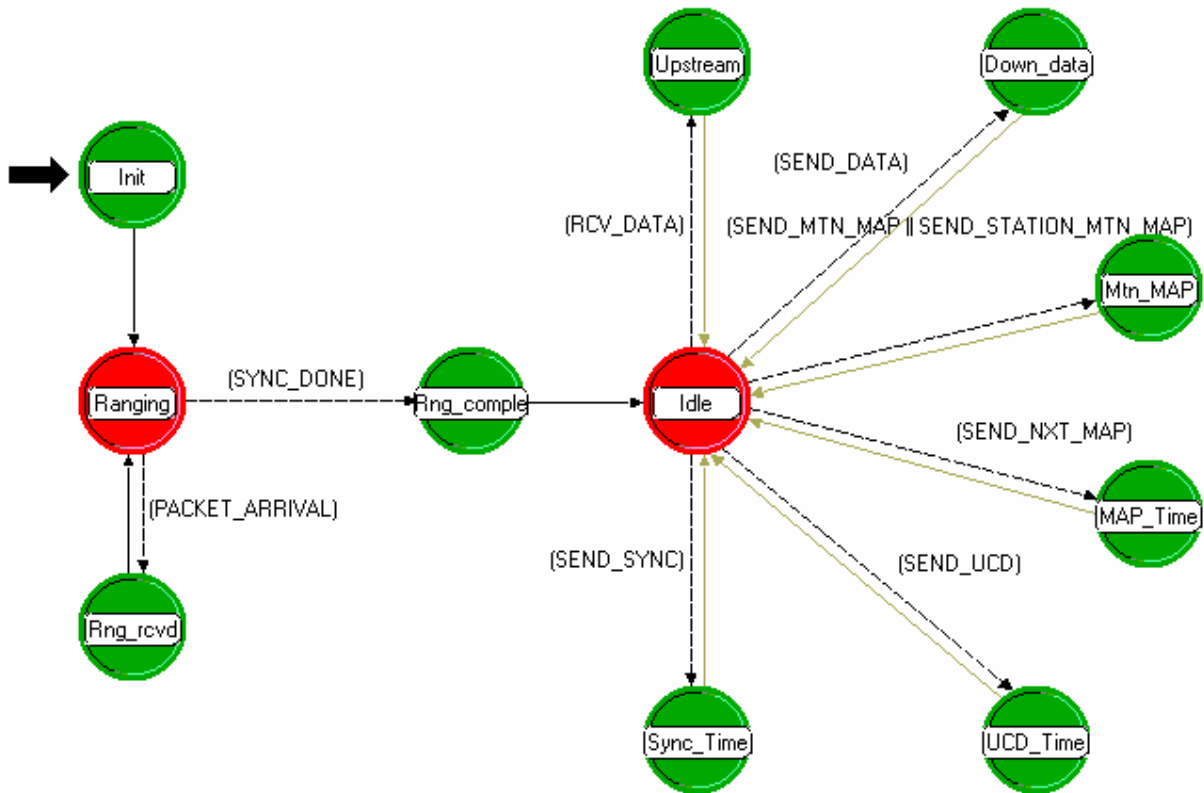 Upstream
Down_data
Init
(SEND_DATA)
(RCV_DATA)
(SEND_MTN_MAP || SEND_STATION_MTN_MAP)
Mtn_MAP
(SYNC_DONE)
Ranging
Rng_comple
Idle
(SEND_NXT_MAP)
(PACKET_ARRIVAL)
MAP_Time
(SEND_SYNC)
(SEND_UCD)
Rng_rcvd
Sync_Time
UCD_Time